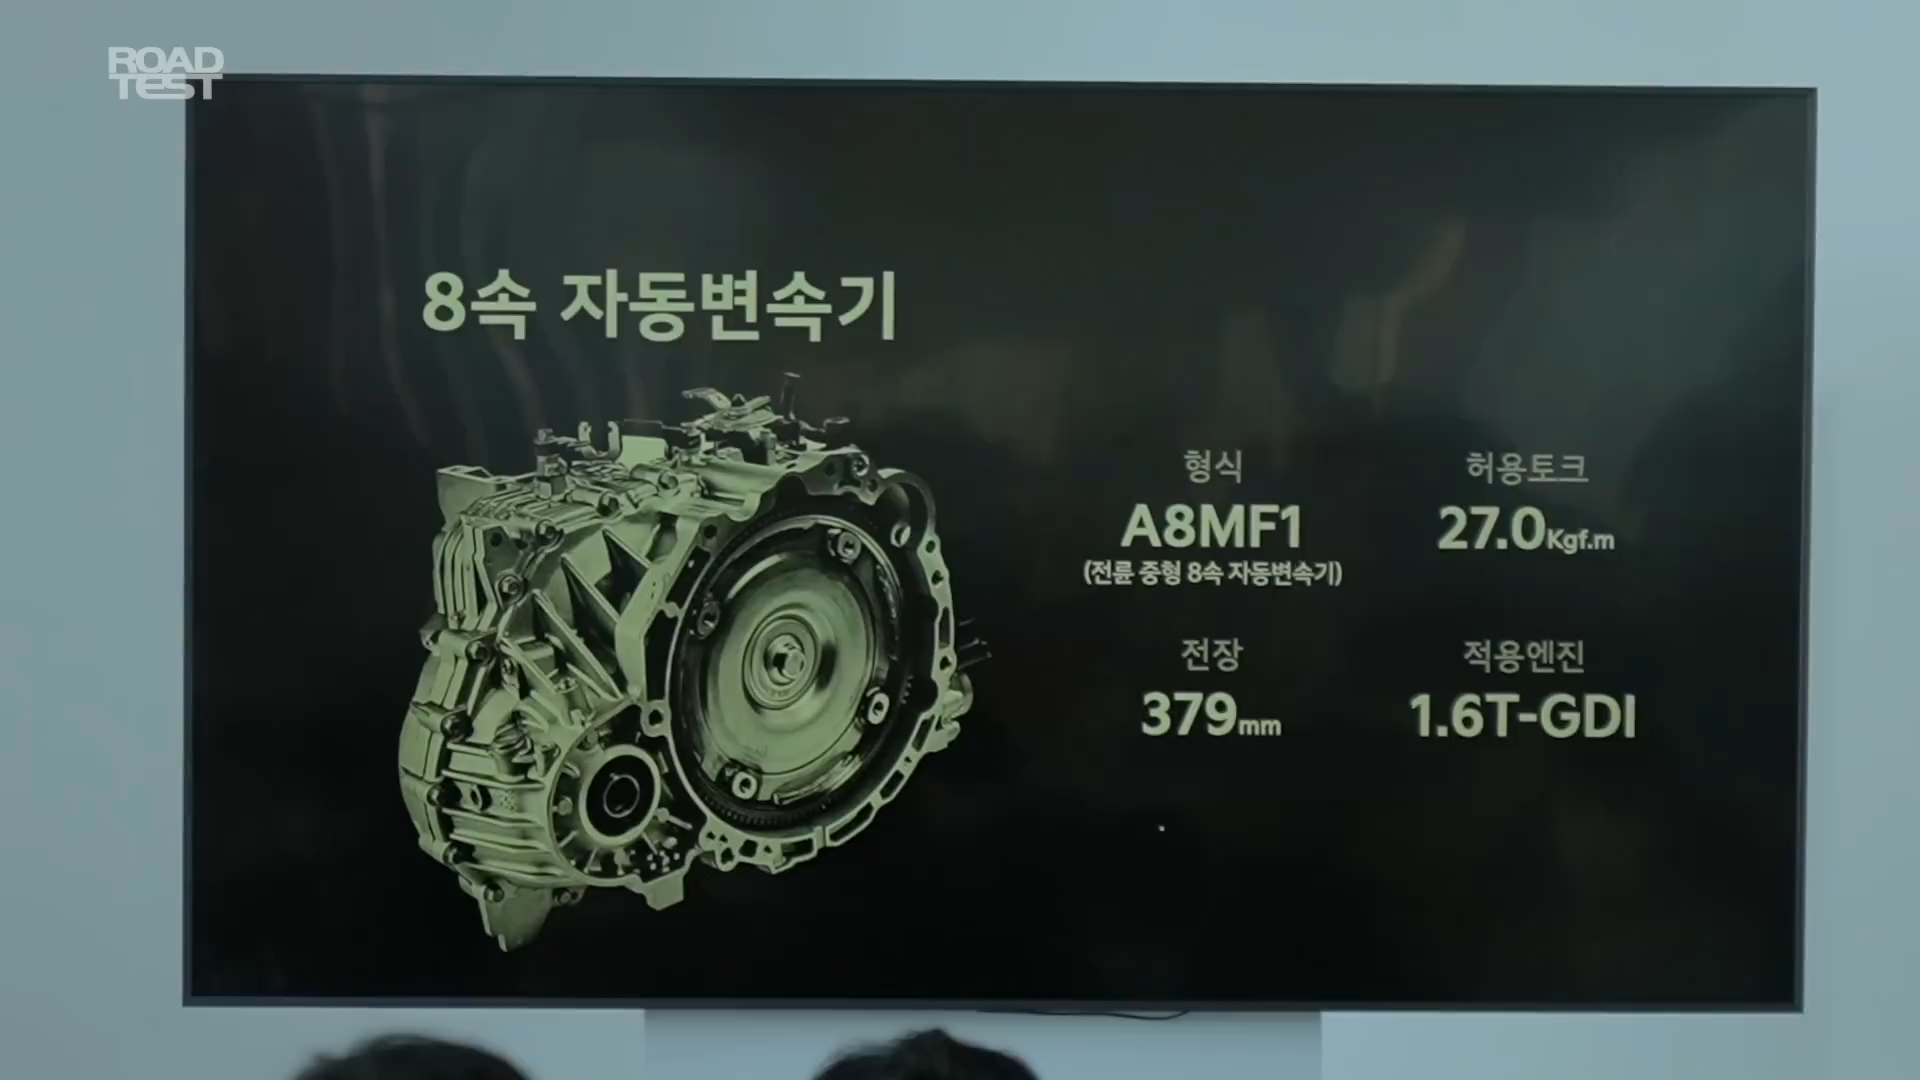 ROAD
TEST
8속 자동변속기
형식
A8MF1
(전륜 중형 8속 자동변속기)
허용토크
27.0Kgf.m
전장
379mm
적용엔진
1.6T-GDI